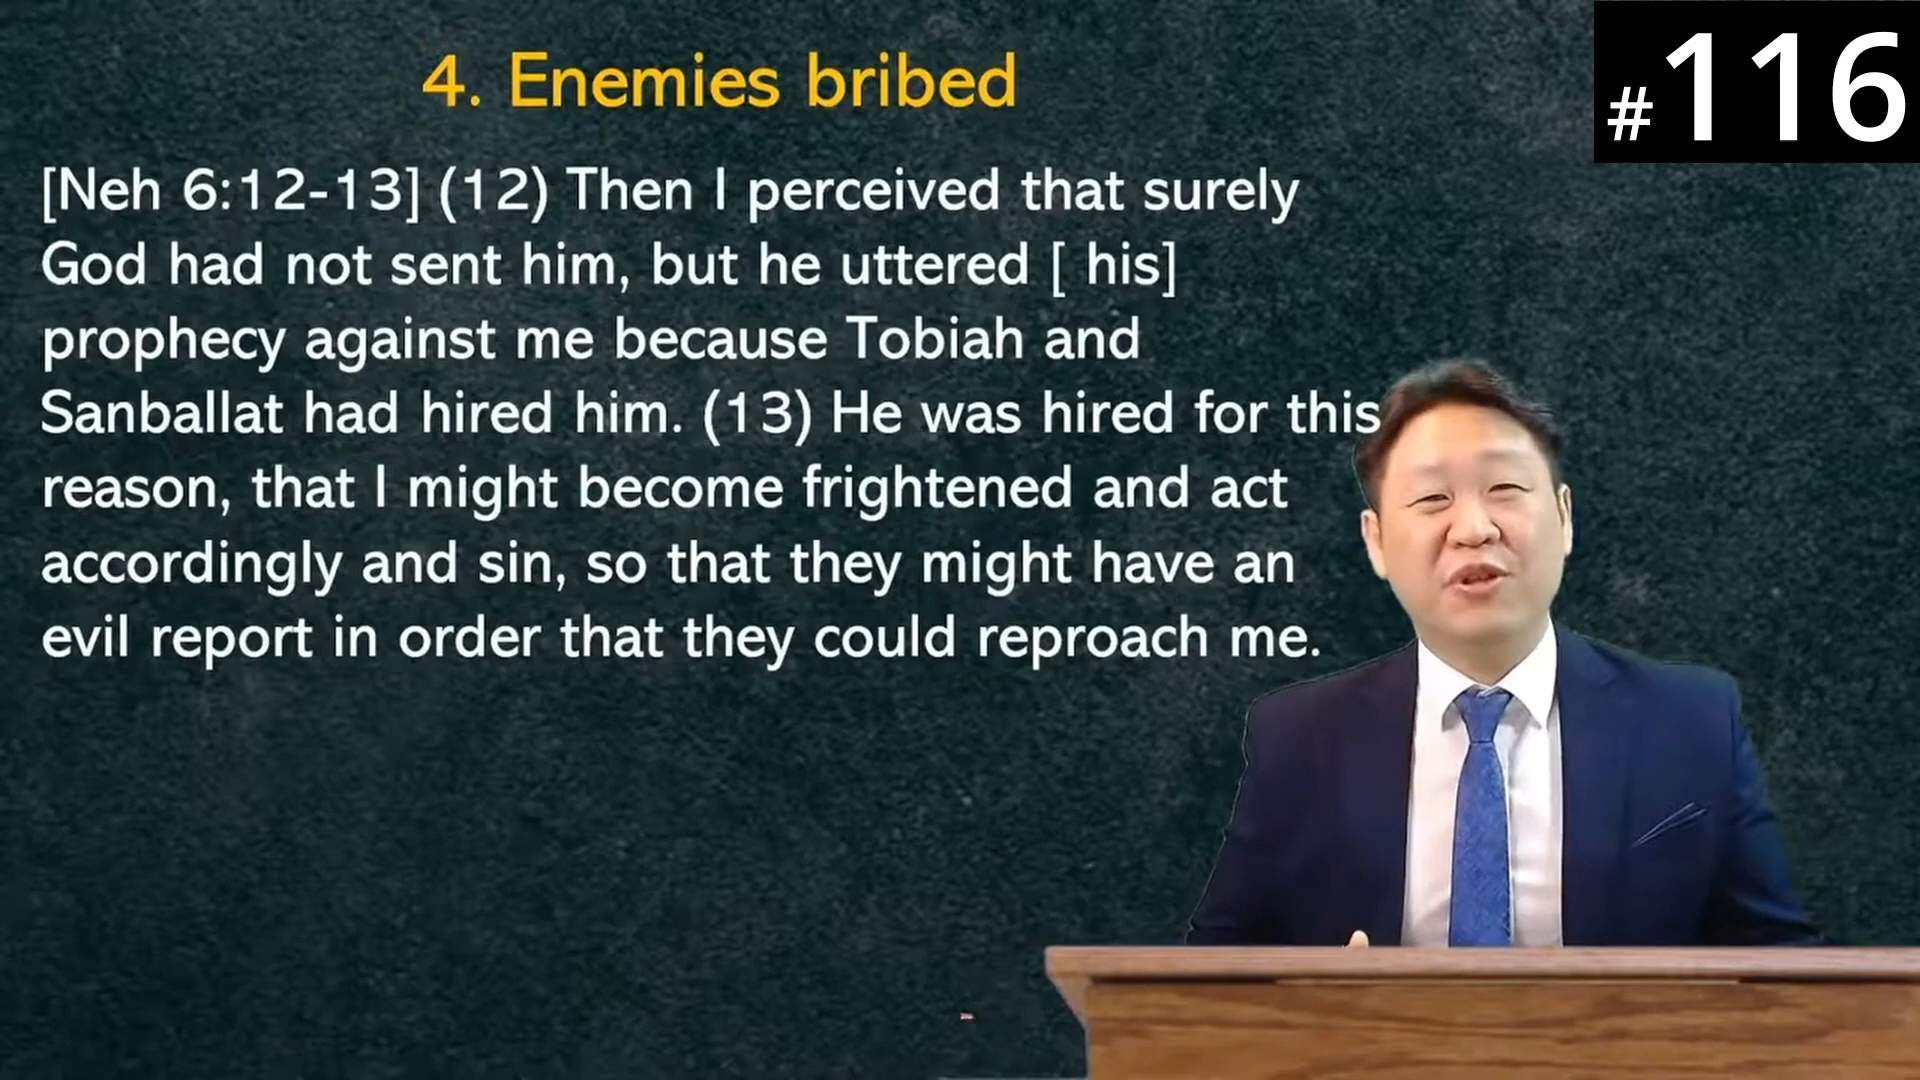 #116
4. Enemies bribed
[Neh 6:12-13] (12) Then I perceived that surely
God had not sent him, but he uttered [ his]
prophecy against me because Tobiah and
Sanballat had hired him. (13) He was hired for this
reason, that I might become frightened and act
accordingly and sin, so that they might have an
evil report in order that they could reproach me.